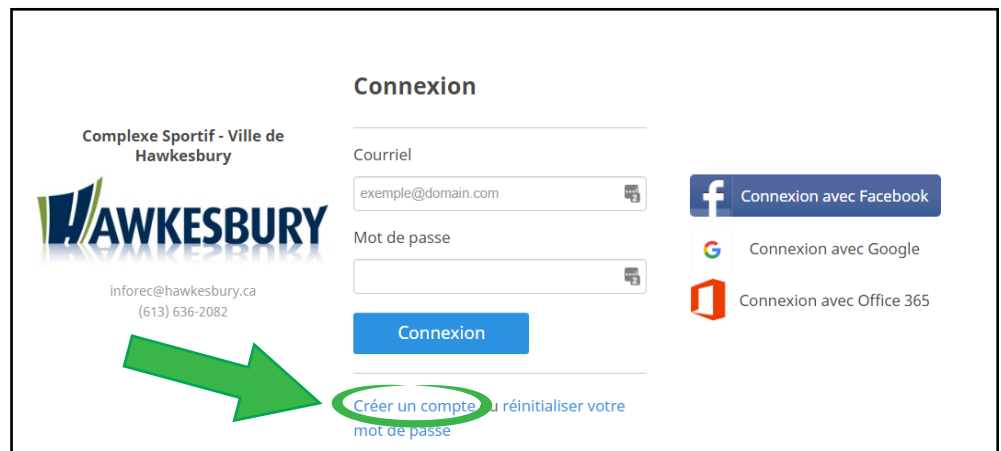 Connexion
Complexe Sportif - Ville de
Hawkesbury
HAWKESBURY
inforec@hawkesbury.ca
(613) 636-2082
Courriel
exemple@domain.com
2
Mot de passe
2
Connexion
Créer un compte u réinitialiser votre
mot de passe
f Connexion avec Facebook
G Connexion avec Google
Connexion avec Office 365